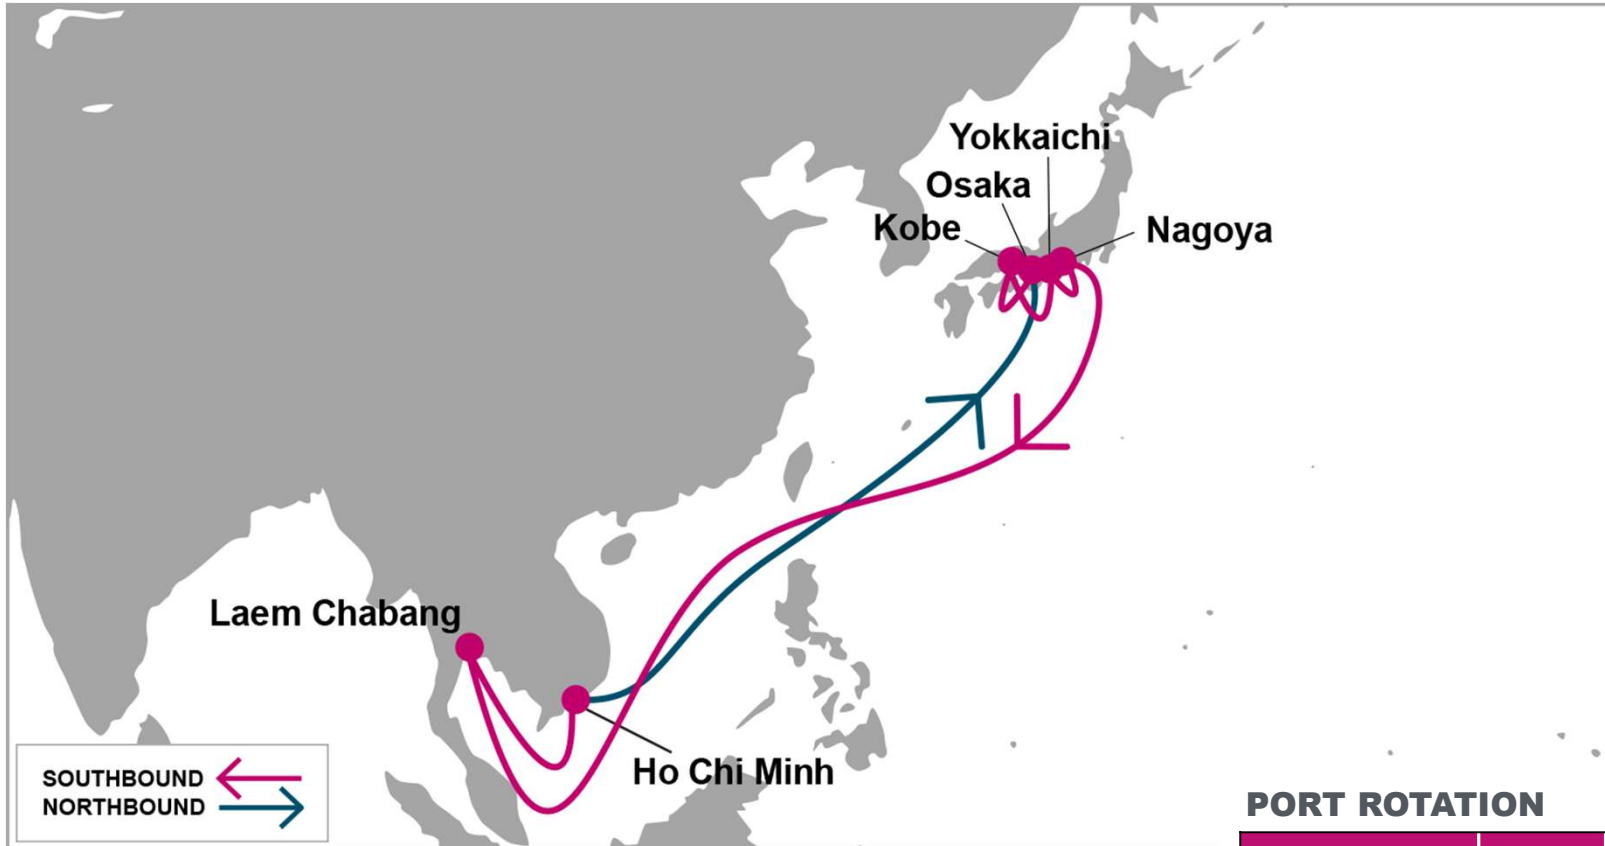 Yokkaichi
Osaka
Kobe
Nagoya
Laem Chabang
Ho Chi Minh
SOUTHBOUND
NORTHBOUND
PORT ROTATION